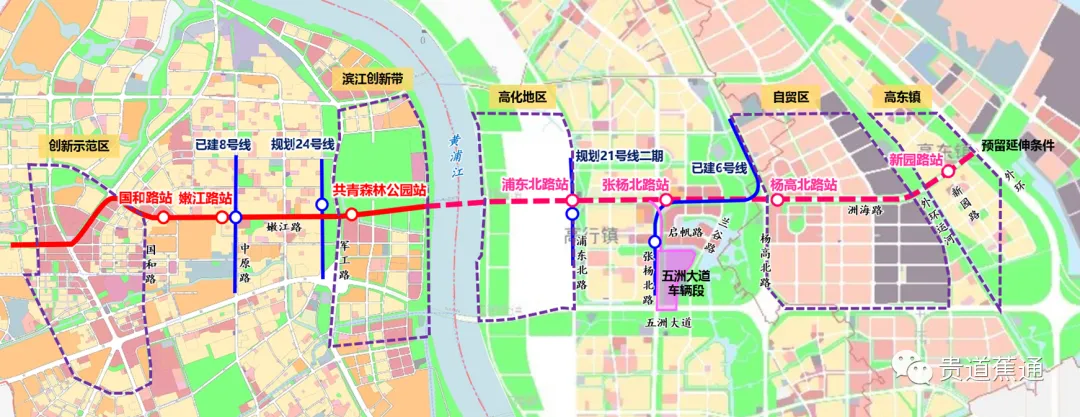 滨江创新带
高化地区
自贸区
高东镇
创新示范区
已建8号线
规划24号线
黄浦江
规划21号线二期
已建6号线
预留延伸条件
高东镇
新园路站
外环
国和路站
嫩江路站
共青森林公园站
浦东北路站
张杨北路站
杨高北路站
新园路
洲海路
外环运河
嫩江路
高行镇
启帆路
兰谷路
国和路
中原路
军工路
浦东北路
张杨北路
五洲大道
车辆段
杨高北路
五洲大道
贵道蕉通